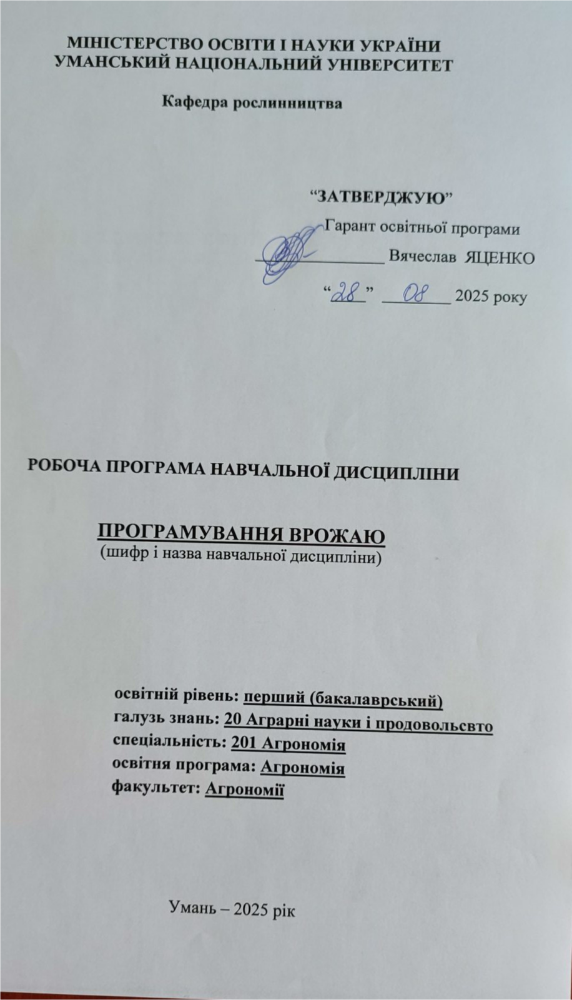 МІНІСТЕРСТВО ОСВІТИ І НАУКИ УКРАЇНИ
УМАНСЬКИЙ НАЦІОНАЛЬНИЙ УНІВЕРСИТЕТ
Кафедра рослинництва
“ЗАТВЕРДЖУЮ”
Гарант освітньої програми
Вячеслав ЯЦЕНКО
“28” 08 2025 року
РОБОЧА ПРОГРАМА НАВЧАЛЬНОЇ ДИСЦИПЛІНИ
ПРОГРАМУВАННЯ ВРОЖАЮ
(шифр і назва навчальної дисципліни)
освітній рівень: перший (бакалаврський)
галузь знань: 20 Аграрні науки і продовольсвто
спеціальність: 201 Агрономія
освітня програма: Агрономія
факультет: Агрономії
Умань – 2025 рік